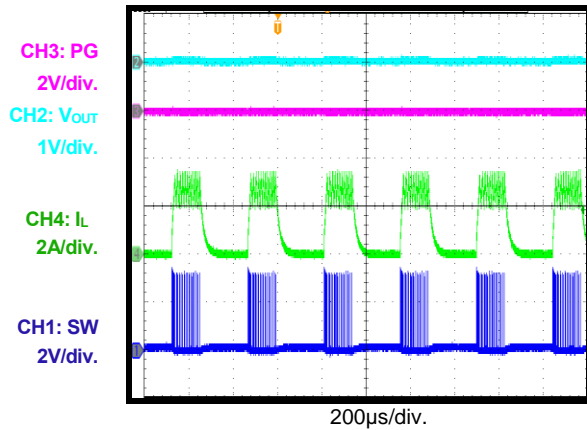 CH3: PG
2V/div.
CH2: VOUT
1V/div.
CH4: IL
2A/div.
CH1: SW
2V/div.
200µs/div.